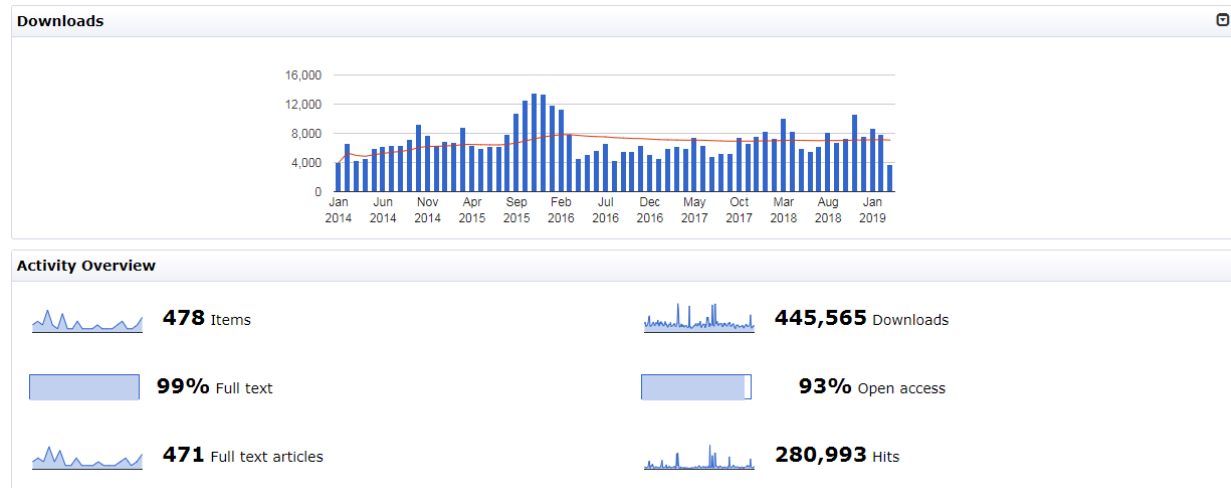 Downloads
16,000
12,000
8,000
4,000
0
Jan Jun Nov Apr Sep Feb Jul Dec May Oct Mar Aug Jan
2014 2014 2014 2015 2015 2016 2016 2016 2017 2017 2018 2018 2019
Activity Overview
478 Items 445,565 Downloads
99% Full text 93% Open access
471 Full text articles 280,993 Hits